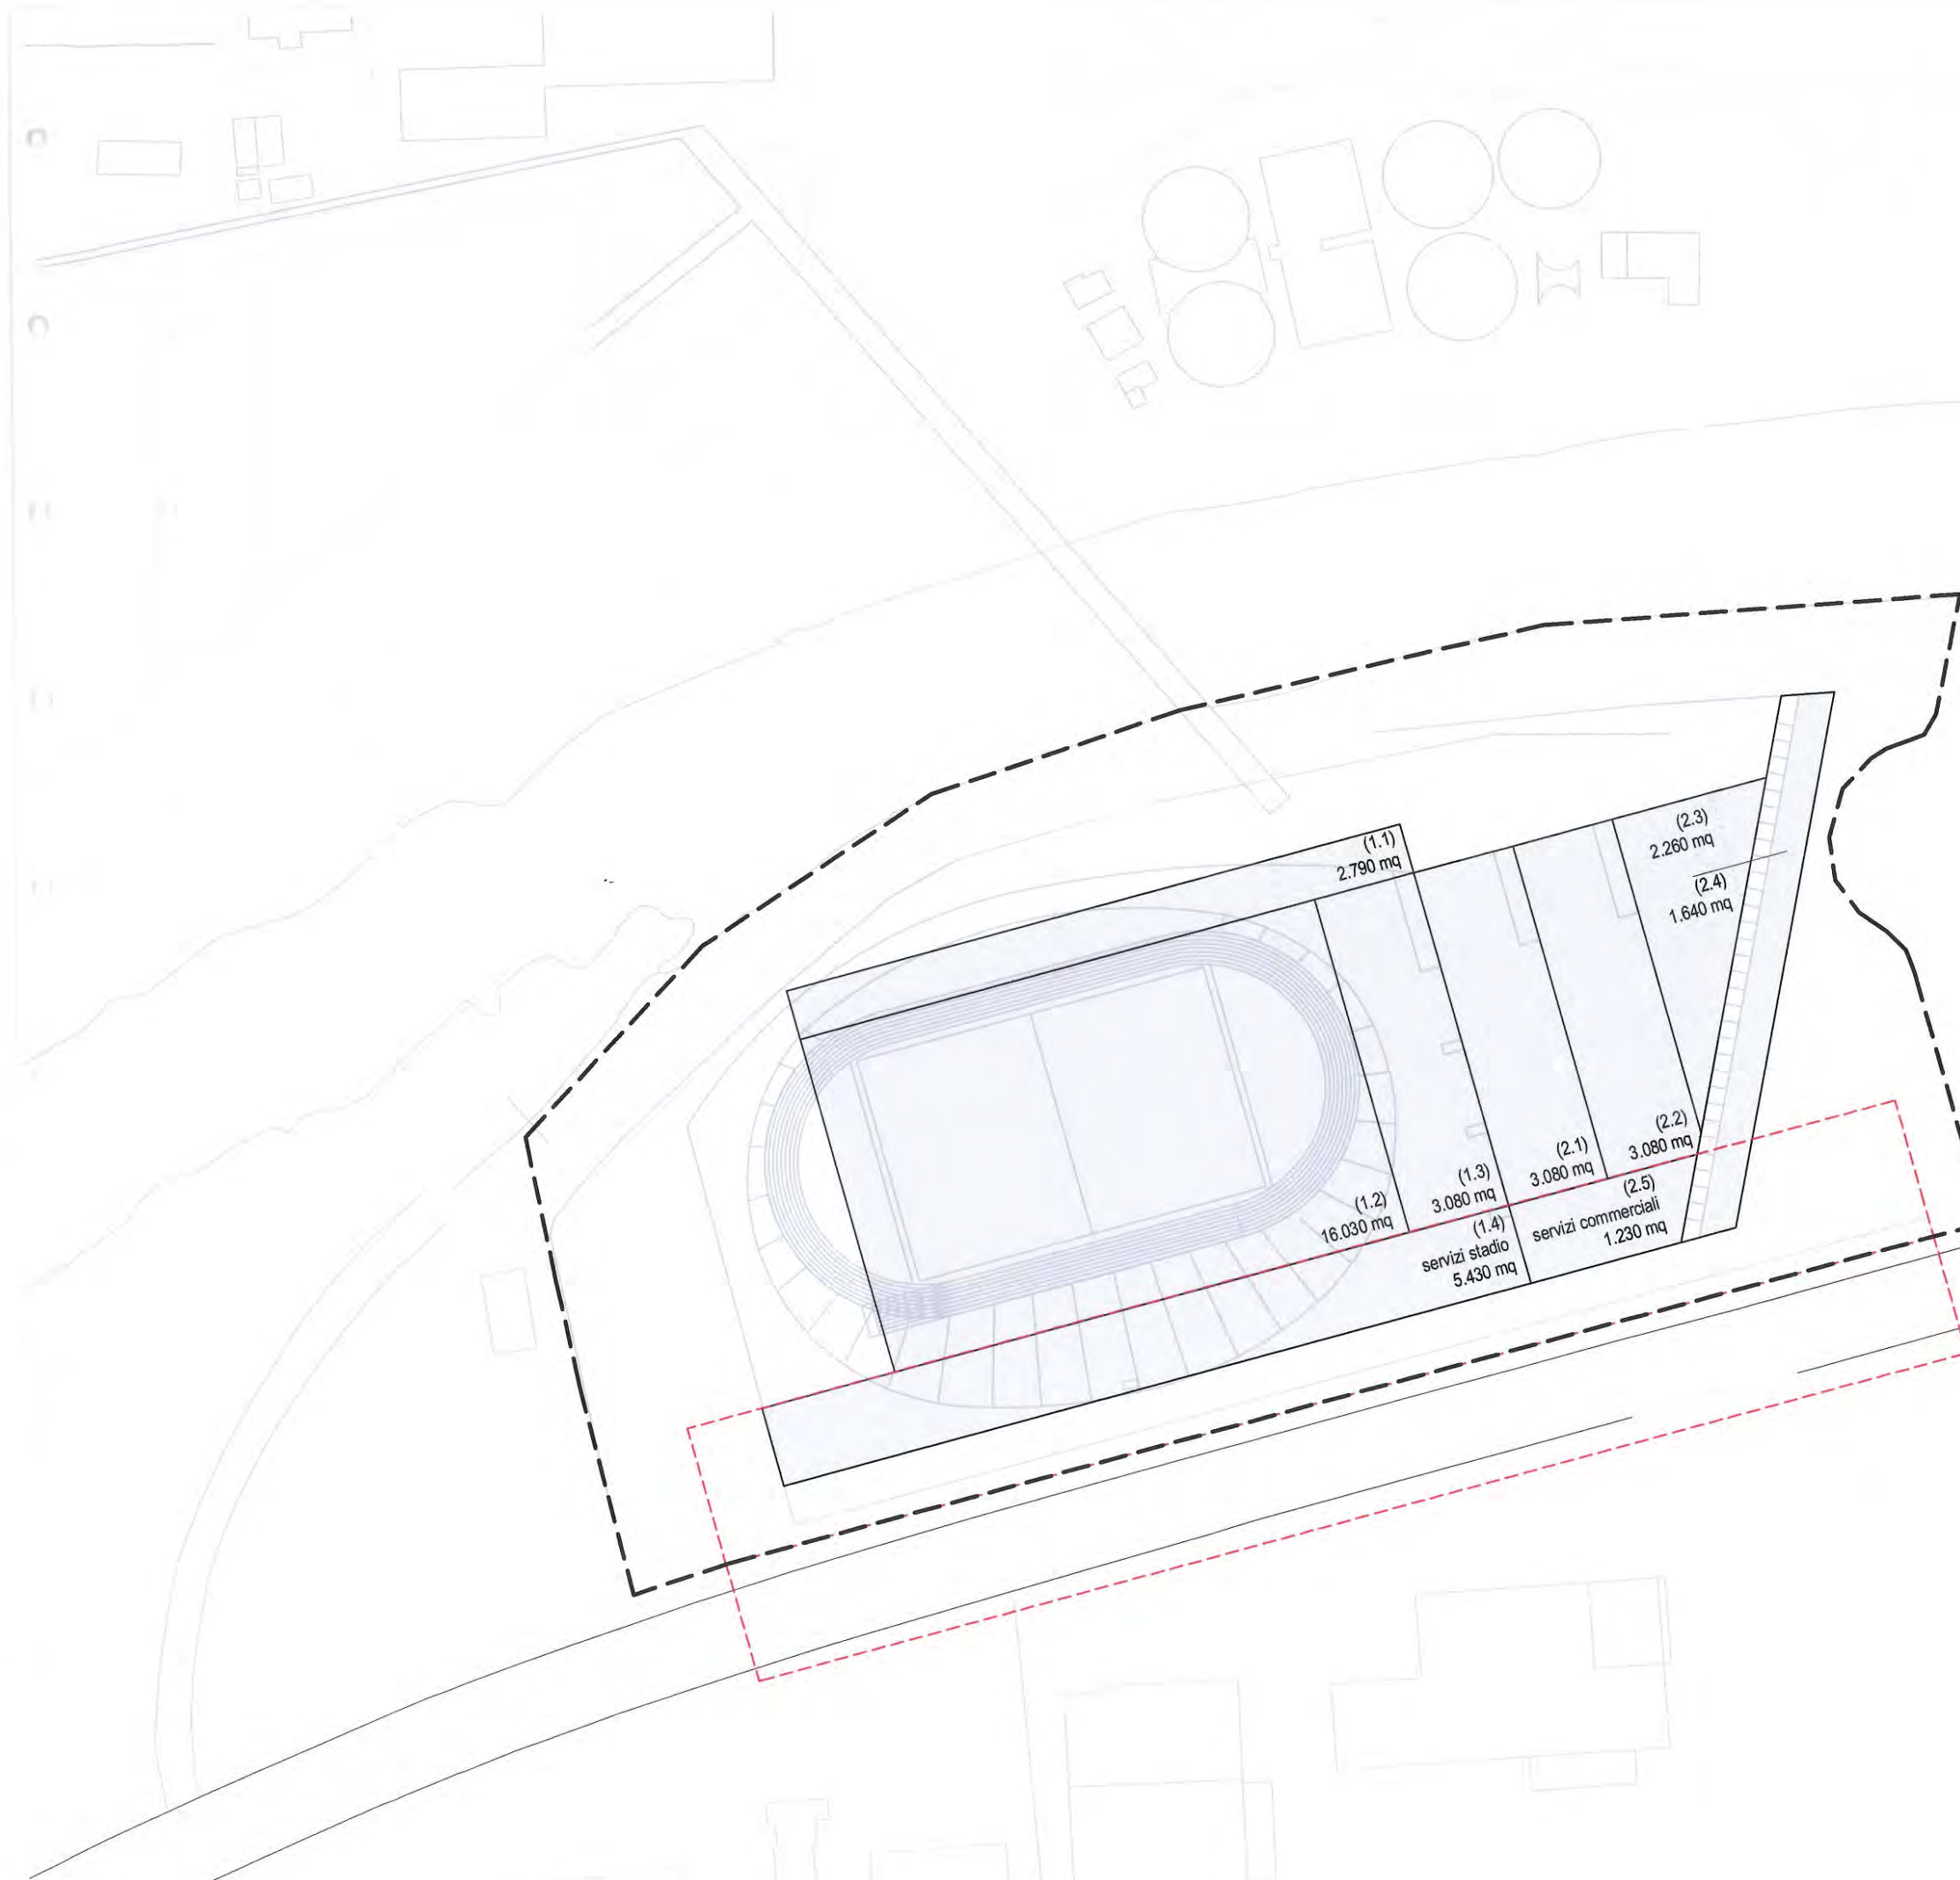 (1.1)
2.790 mq
(2.3)
2.260 mq
(2.4)
1.640 mq
(1.2)
16.030 mq
(1.3)
3.080 mq
(2.1)
3.080 mq
(2.2)
3.080 mq
(1.4)
servizi stadio
5.430 mq
(2.5)
servizi commerciali
1.230 mq